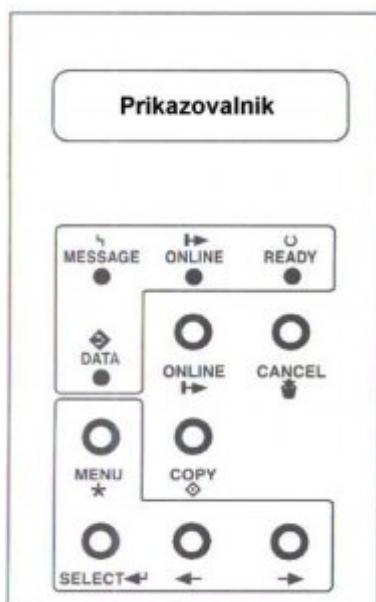 Prikazovalnik
MESSAGE ONLINE READY
DATA
ONLINE CANCEL
MENU COPY
SELECT